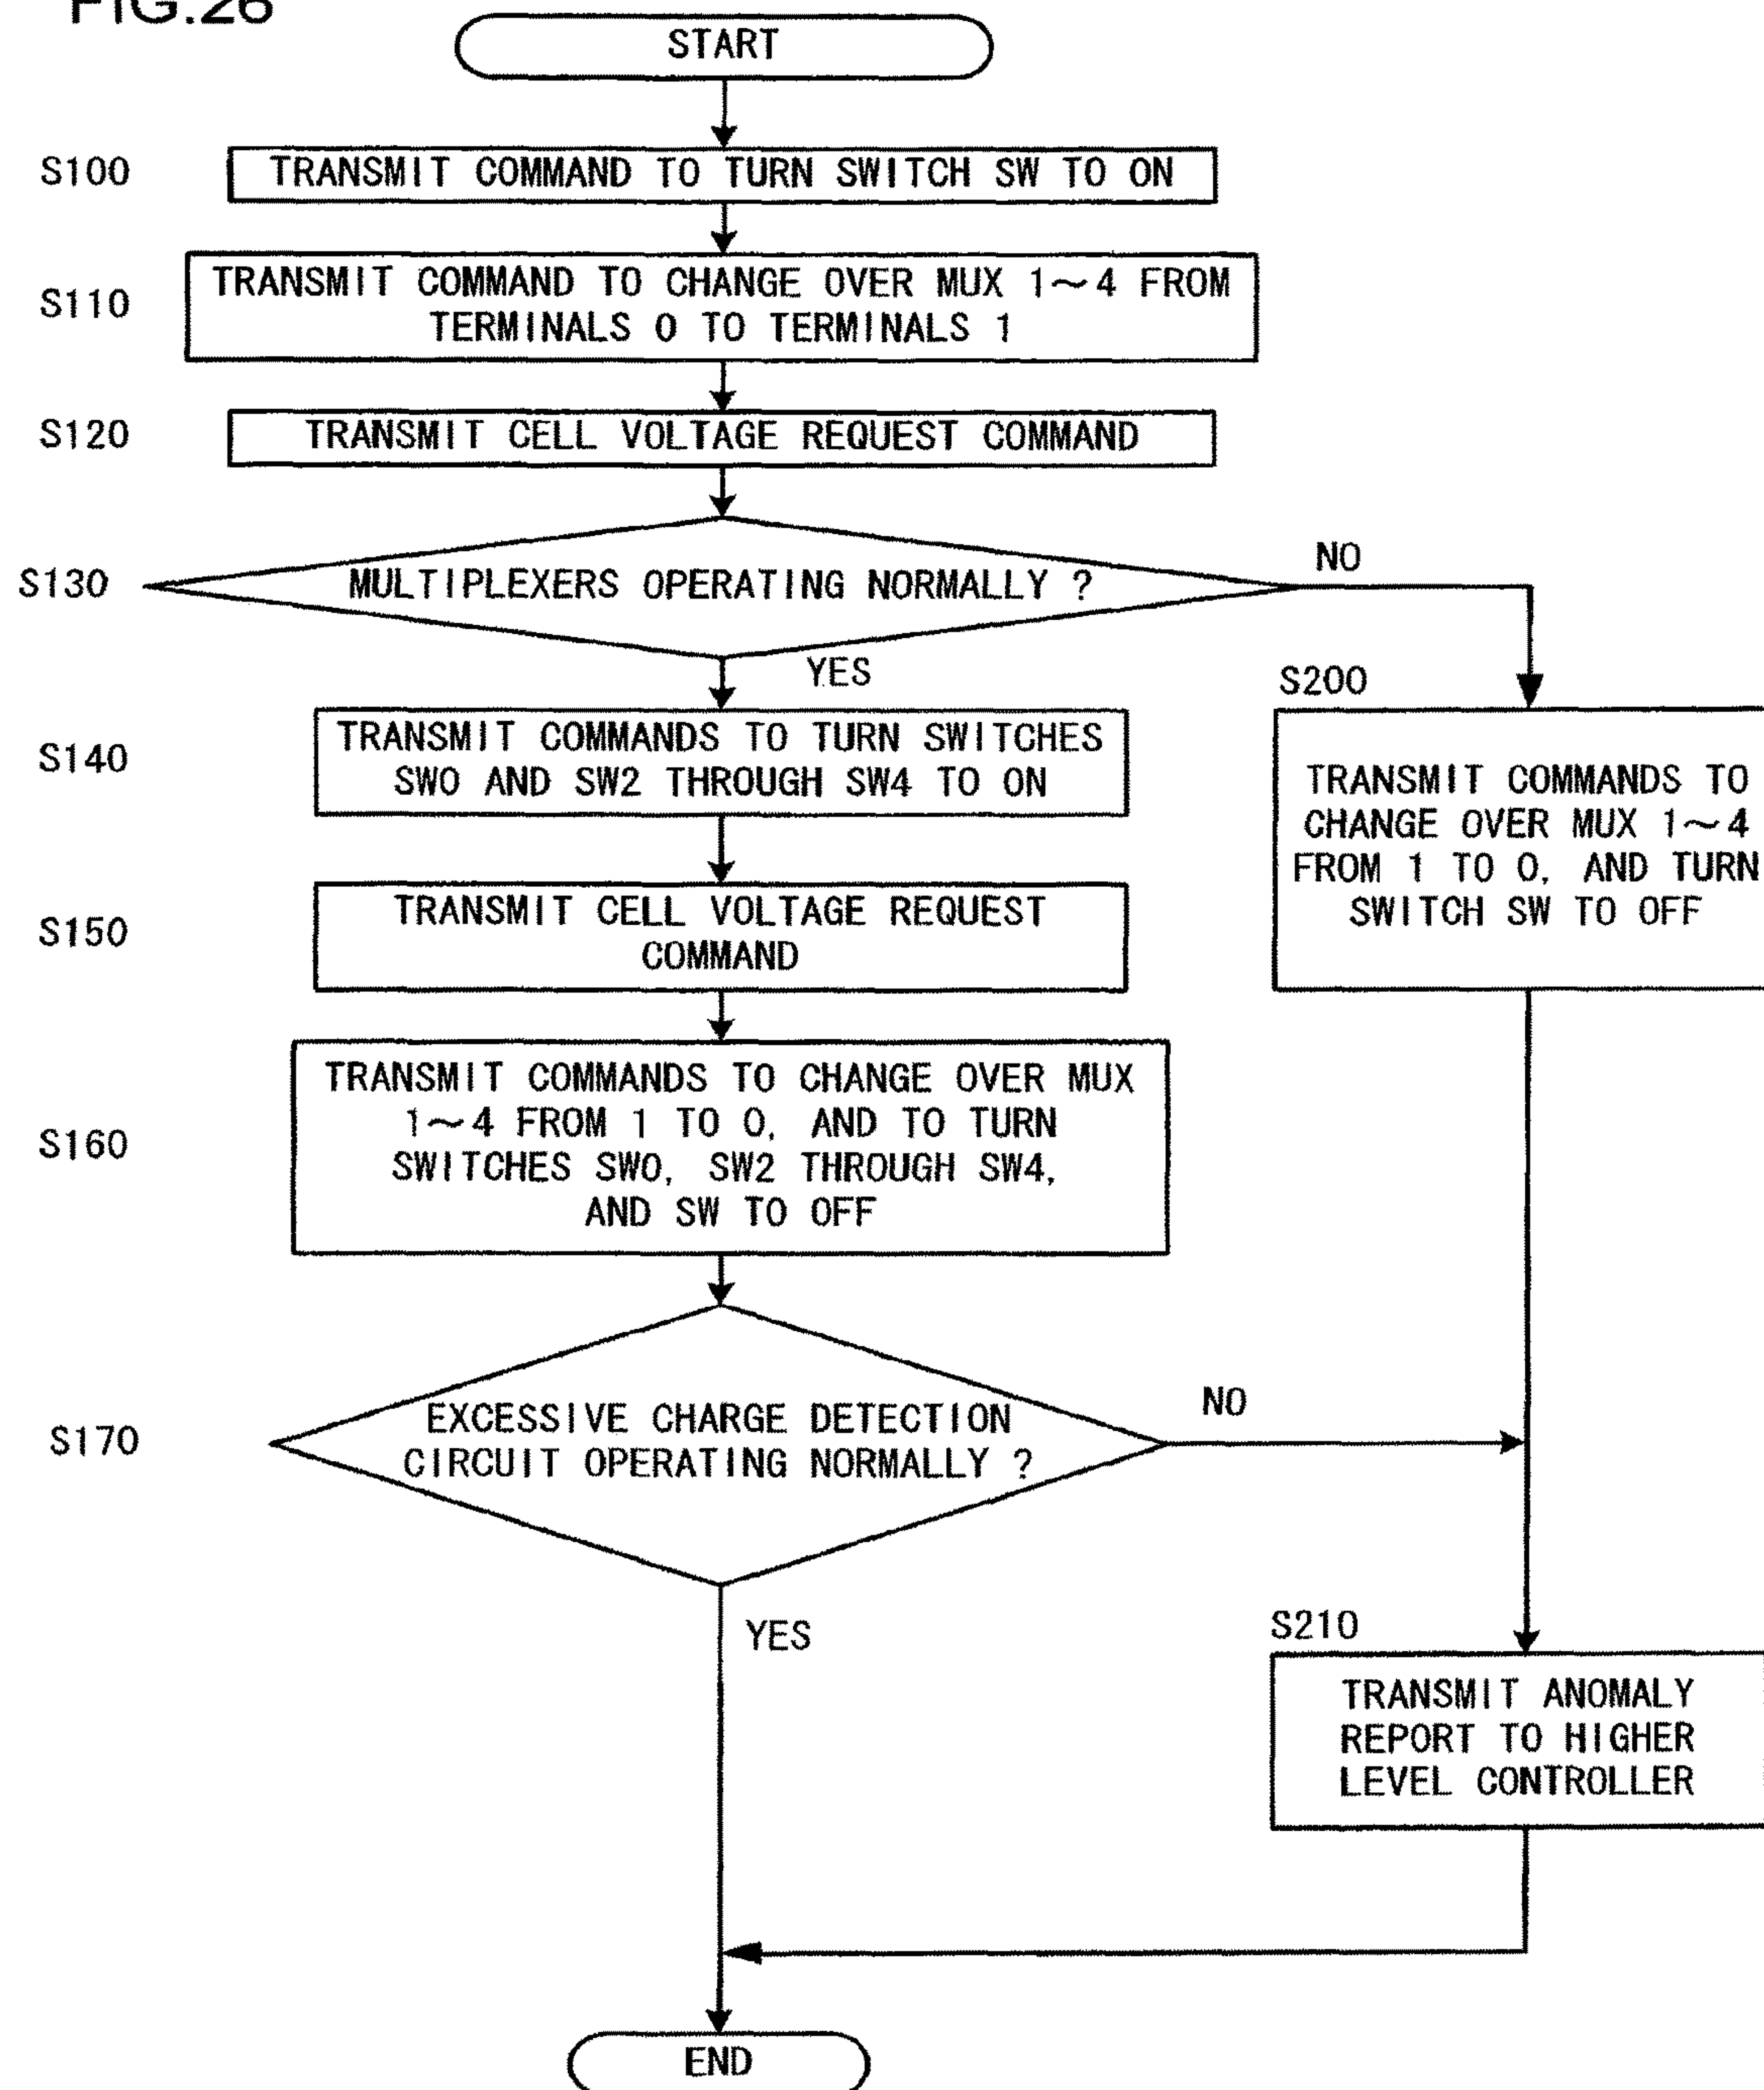 FIG.26
START
S100
TRANSMIT COMMAND TO TURN SWITCH SW TO ON
S110
TRANSMIT COMMAND TO CHANGE OVER MUX 1~4 FROM
TERMINALS 0 TO TERMINALS 1
S120
TRANSMIT CELL VOLTAGE REQUEST COMMAND
S130
MULTIPLEXERS OPERATING NORMALLY ?
NO
YES
S140
TRANSMIT COMMANDS TO TURN SWITCHES
SW0 AND SW2 THROUGH SW4 TO ON
S200
TRANSMIT COMMANDS TO
CHANGE OVER MUX 1~4
FROM 1 TO 0, AND TURN
SWITCH SW TO OFF
S150
TRANSMIT CELL VOLTAGE REQUEST
COMMAND
S160
TRANSMIT COMMANDS TO CHANGE OVER MUX
1~4 FROM 1 TO 0, AND TO TURN
SWITCHES SW0, SW2 THROUGH SW4,
AND SW TO OFF
S170
EXCESSIVE CHARGE DETECTION
CIRCUIT OPERATING NORMALLY ?
NO
YES
S210
TRANSMIT ANOMALY
REPORT TO HIGHER
LEVEL CONTROLLER
END